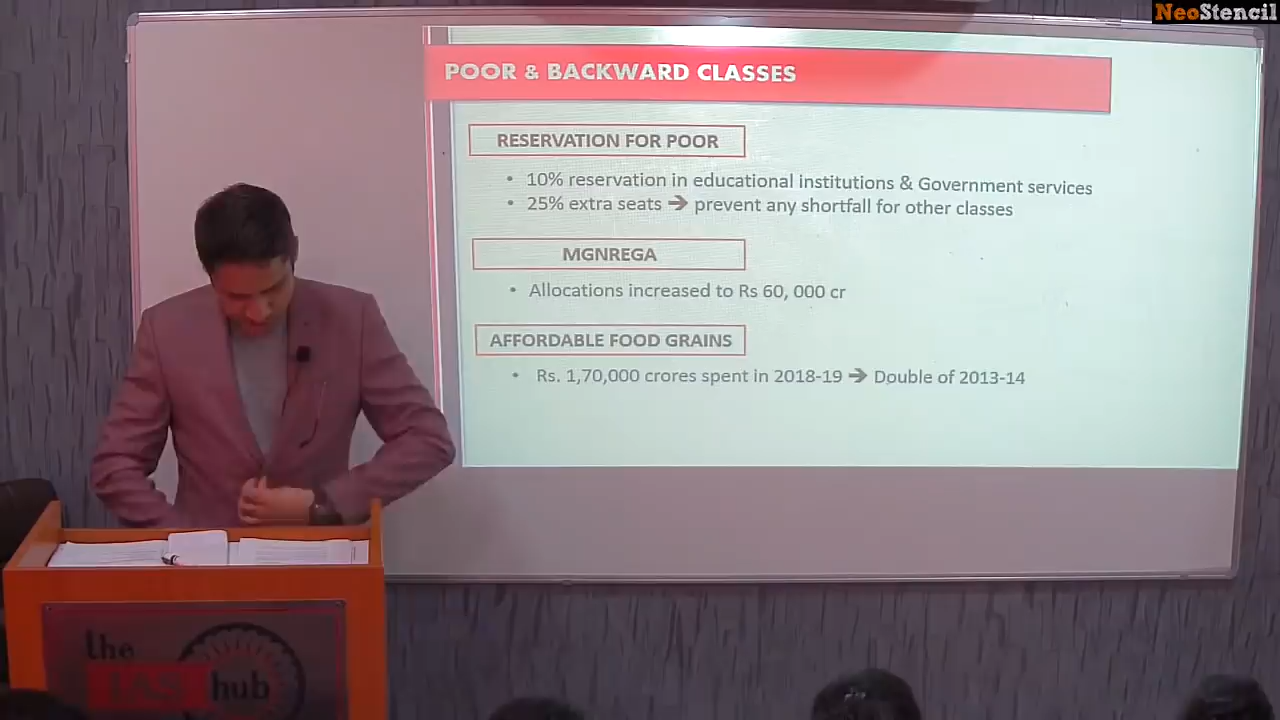 NeoStencil
POOR & BACKWARD CLASSES
RESERVATION FOR POOR
• 10% reservation in educational institutions & Government services
• 25% extra seats ➔ prevent any shortfall for other classes
MGNREGA
• Allocations increased to Rs 60, 000 cr
AFFORDABLE FOOD GRAINS
• Rs. 1,70,000 crores spent in 2018-19 ➔ Double of 2013-14
the
IAS hub